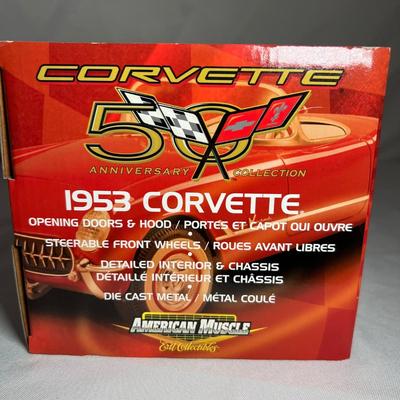 CORVETTE
50
ANNIVERSARY COLLECTION
1953 CORVETTE
OPENING DOORS & HOOD / PORTES ET CAPOT QUI OUVRE
STEERABLE FRONT WHEELS / ROUES AVANT LIBRES
DETAILED INTERIOR & CHASSIS
DÉTAILLÉ INTÉRIEUR ET CHÂSSIS
DIE CAST METAL / MÉTAL COULÉ
AMERICAN MUSCLE
Ertl Collectibles